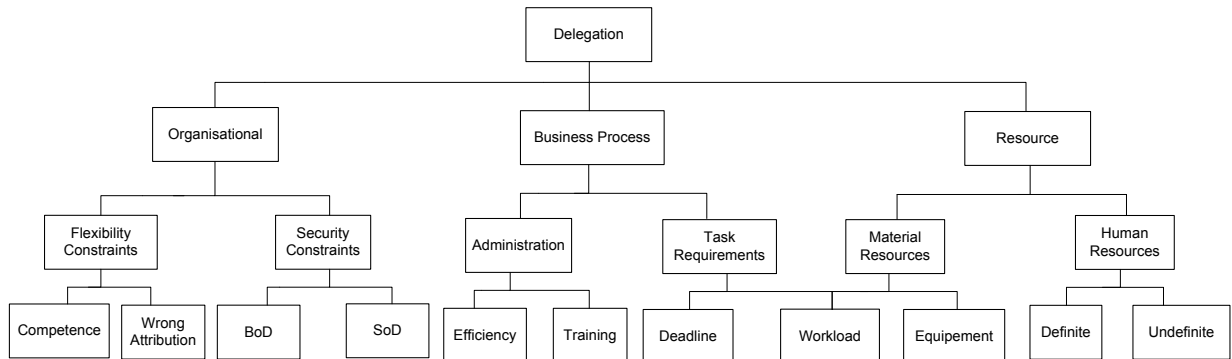 Delegation
Organisational
Business Process
Resource
Flexibility
Constraints
Security
Constraints
Administration
Task
Requirements
Material
Resources
Human
Resources
Competence
Wrong
Attribution
BoD
SoD
Efficiency
Training
Deadline
Workload
Equipement
Definite
Undefinite